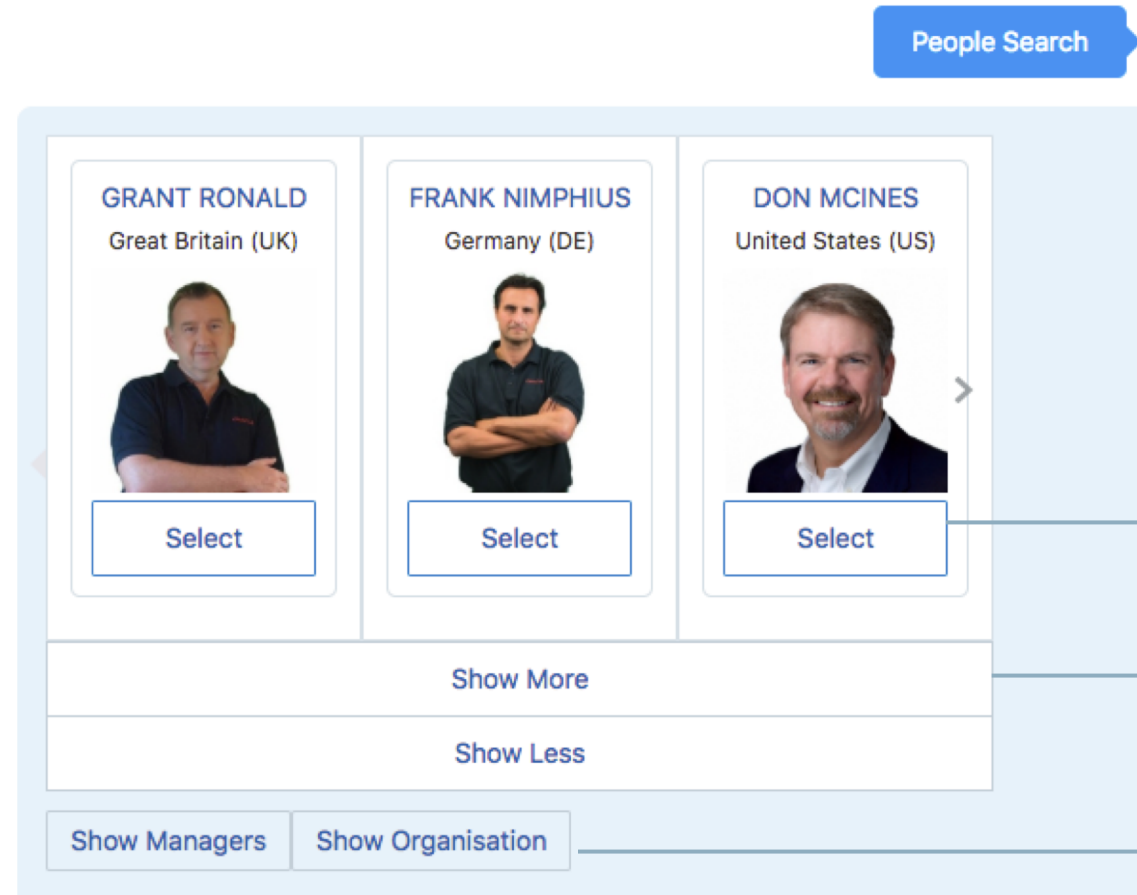 People Search
GRANT RONALD
Great Britain (UK)
Select
FRANK NIMPHIUS
Germany (DE)
Select
DON MCINES
United States (US)
Select
Show More
Show Less
Show Managers
Show Organisation